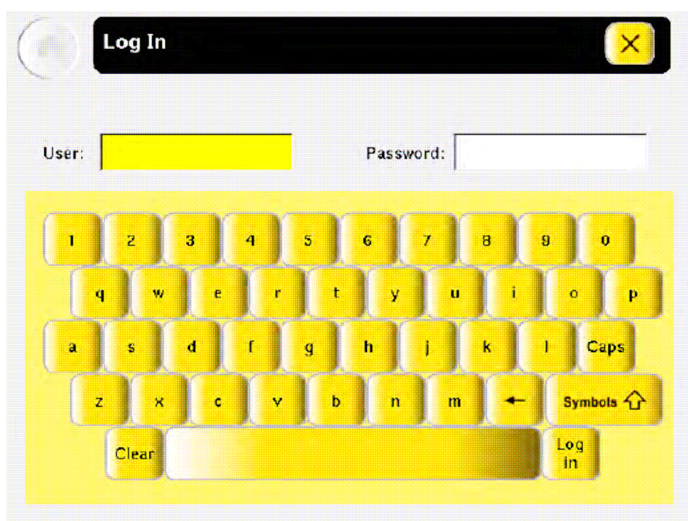 Log In
User: Password:
1 2 3 4 5 6 7 8 9 0
q w e r t y u i o p
a s d f g h j k l Caps
z x c v b n m ← Symbols
Clear Log in